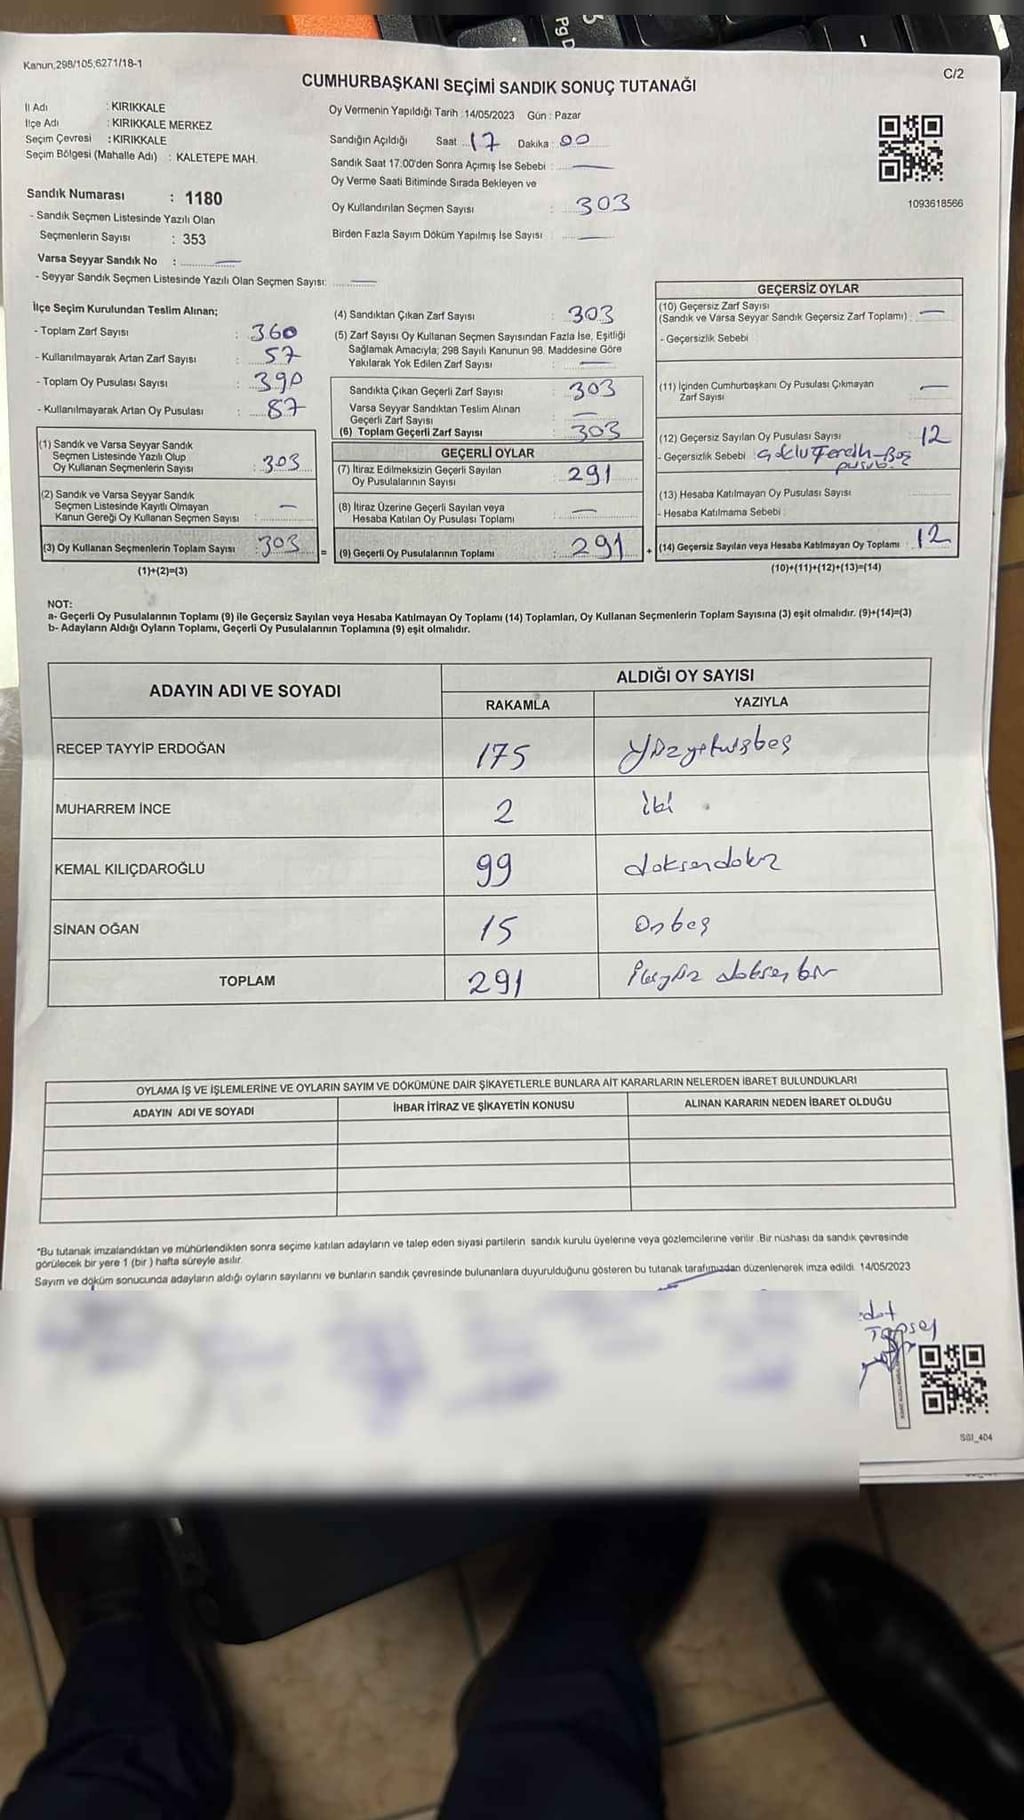 Pg D
5
Kanun,298/105,6271/18-1
C/2
CUMHURBAŞKANI SEÇİMİ SANDIK SONUÇ TUTANAĞI
İl Adı : KIRIKKALE
İlçe Adı : KIRIKKALE MERKEZ
Seçim Çevresi : KIRIKKALE
Seçim Bölgesi (Mahalle Adı) : KALETEPE MAH.
Sandık Numarası : 1180
- Sandık Seçmen Listesinde Yazılı Olan
Seçmenlerin Sayısı : 353
Varsa Seyyar Sandık No : —
- Seyyar Sandık Seçmen Listesinde Yazılı Olan Seçmen Sayısı: —
Oy Vermenin Yapıldığı Tarih : 14/05/2023 Gün : Pazar
Sandığın Açıldığı Saat 17 Dakika : 00
Sandık Saat 17:00'den Sonra Açımış İse Sebebi : —
Oy Verme Saati Bitiminde Sırada Bekleyen ve
Oy Kullandırılan Seçmen Sayısı : 303
Birden Fazla Sayım Döküm Yapılmış İse Sayısı : —
1093618566
İlçe Seçim Kurulundan Teslim Alınan;
- Toplam Zarf Sayısı : 360
- Kullanılmayarak Artan Zarf Sayısı : 57
- Toplam Oy Pusulası Sayısı : 390
- Kullanılmayarak Artan Oy Pusulası : 87
(1) Sandık ve Varsa Seyyar Sandık
Seçmen Listesinde Yazılı Olup
Oy Kullanan Seçmenlerin Sayısı : 303
(2) Sandık ve Varsa Seyyar Sandık
Seçmen Listesinde Kayıtlı Olmayan
Kanun Gereği Oy Kullanan Seçmen Sayısı : —
(3) Oy Kullanan Seçmenlerin Toplam Sayısı : 303
(1)+(2)=(3)
(4) Sandıktan Çıkan Zarf Sayısı : 303
(5) Zarf Sayısı Oy Kullanan Seçmen Sayısından Fazla İse, Eşitliği
Sağlamak Amacıyla; 298 Sayılı Kanunun 98. Maddesine Göre
Yakılarak Yok Edilen Zarf Sayısı : —
Sandıkta Çıkan Geçerli Zarf Sayısı : 303
Varsa Seyyar Sandıktan Teslim Alınan
Geçerli Zarf Sayısı : —
(6) Toplam Geçerli Zarf Sayısı : 303
GEÇERLİ OYLAR
(7) İtiraz Edilmeksizin Geçerli Sayılan
Oy Pusulalarının Sayısı : 291
(8) İtiraz Üzerine Geçerli Sayılan veya
Hesaba Katılan Oy Pusulası Toplamı : —
= (9) Geçerli Oy Pusulalarının Toplamı : 291 +
GEÇERSİZ OYLAR
(10) Geçersiz Zarf Sayısı
(Sandık ve Varsa Seyyar Sandık Geçersiz Zarf Toplamı) : —
- Geçersizlik Sebebi :
(11) İçinden Cumhurbaşkanı Oy Pusulası Çıkmayan
Zarf Sayısı : —
(12) Geçersiz Sayılan Oy Pusulası Sayısı : 12
- Geçersizlik Sebebi : Çoklu Tercih-Boş
pusula
(13) Hesaba Katılmayan Oy Pusulası Sayısı :
- Hesaba Katılmama Sebebi :
(14) Geçersiz Sayılan veya Hesaba Katılmayan Oy Toplamı : 12
(10)+(11)+(12)+(13)=(14)
NOT:
a- Geçerli Oy Pusulalarının Toplamı (9) ile Geçersiz Sayılan veya Hesaba Katılmayan Oy Toplamı (14) Toplamları, Oy Kullanan Seçmenlerin Toplam Sayısına (3) eşit olmalıdır. (9)+(14)=(3)
b- Adayların Aldığı Oyların Toplamı, Geçerli Oy Pusulalarının Toplamına (9) eşit olmalıdır.
ADAYIN ADI VE SOYADI
ALDIĞI OY SAYISI
RAKAMLA YAZIYLA
RECEP TAYYİP ERDOĞAN 175 Yüzyetmişbeş
MUHARREM İNCE 2 iki
KEMAL KILIÇDAROĞLU 99 doksandokuz
SİNAN OĞAN 15 Onbeş
TOPLAM 291 ikiyüz doksan bir
OYLAMA İŞ VE İŞLEMLERİNE VE OYLARIN SAYIM VE DÖKÜMÜNE DAİR ŞİKAYETLERLE BUNLARA AİT KARARLARIN NELERDEN İBARET BULUNDUKLARI
ADAYIN ADI VE SOYADI İHBAR İTİRAZ VE ŞİKAYETİN KONUSU ALINAN KARARIN NEDEN İBARET OLDUĞU
*Bu tutanak imzalandıktan ve mühürlendikten sonra seçime katılan adayların ve talep eden siyasi partilerin sandık kurulu üyelerine veya gözlemcilerine verilir. Bir nüshası da sandık çevresinde
görülecek bir yere 1 (bir) hafta süreyle asılır.
Sayım ve döküm sonucunda adayların aldığı oyların sayılarını ve bunların sandık çevresinde bulunanlara duyurulduğunu gösteren bu tutanak tarafımızdan düzenlenerek imza edildi. 14/05/2023
SBI_404